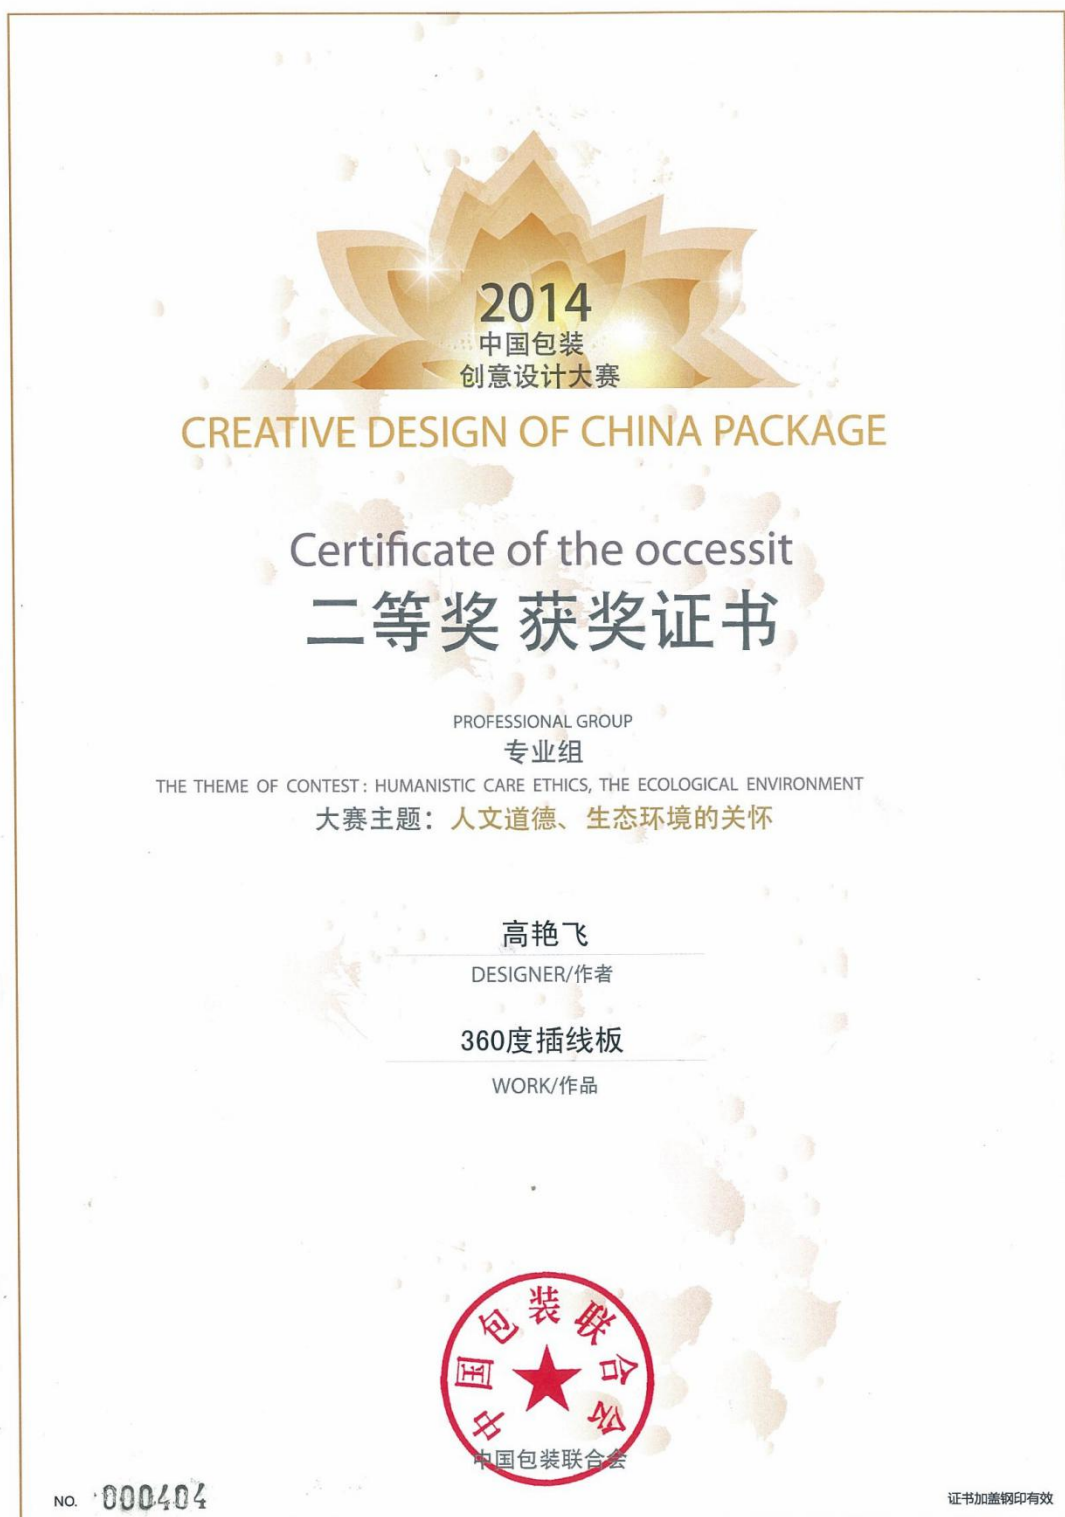 2014
中国包装
创意设计大赛
CREATIVE DESIGN OF CHINA PACKAGE
Certificate of the occessit
二等奖 获奖证书
PROFESSIONAL GROUP
专业组
THE THEME OF CONTEST : HUMANISTIC CARE ETHICS, THE ECOLOGICAL ENVIRONMENT
大赛主题：人文道德、生态环境的关怀
高艳飞
DESIGNER/作者
360度插线板
WORK/作品
中国包装联合会
中国包装联合会
NO. 000404
证书加盖钢印有效